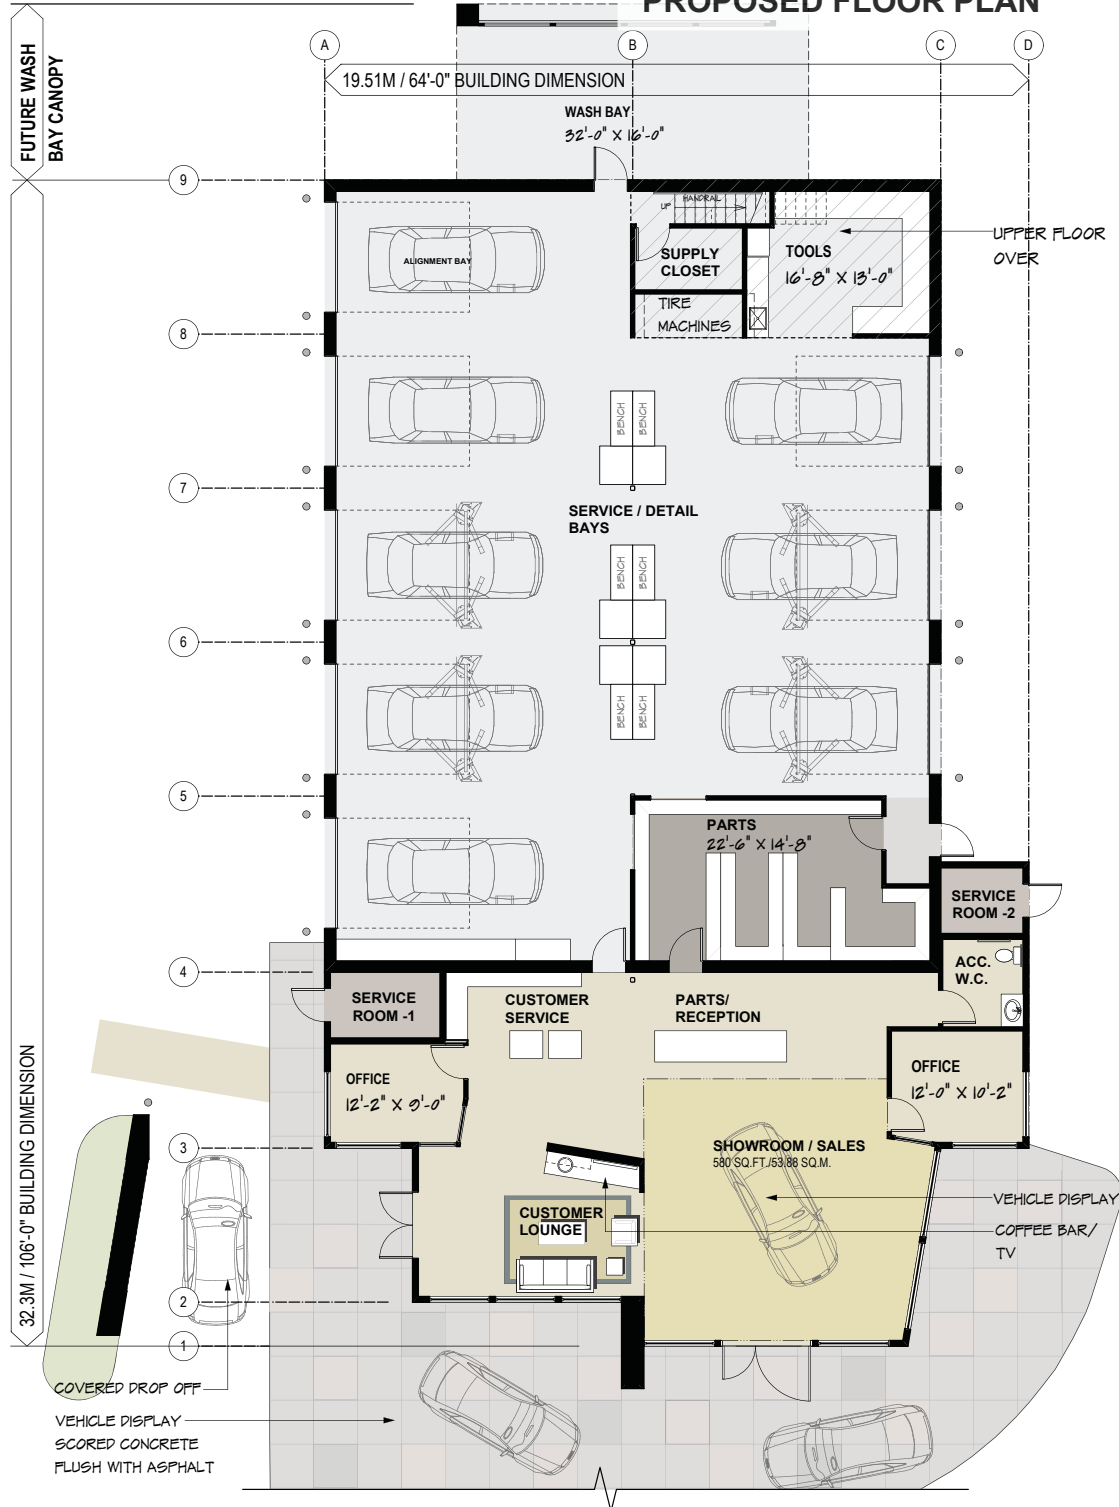 PROPOSED FLOOR PLAN
A
B
C
D
19.51M / 64'-0" BUILDING DIMENSION
FUTURE WASH
BAY CANOPY
WASH BAY
32'-0" X 16'-0"
9
HANDRAIL
UP
UPPER FLOOR
OVER
SUPPLY
CLOSET
TOOLS
16'-8" X 13'-0"
ALIGNMENT BAY
TIRE
MACHINES
8
BENCH
BENCH
7
SERVICE / DETAIL
BAYS
BENCH
BENCH
6
BENCH
BENCH
5
PARTS
22'-6" X 14'-8"
SERVICE
ROOM -2
4
ACC.
W.C.
SERVICE
ROOM -1
CUSTOMER
SERVICE
PARTS/
RECEPTION
OFFICE
12'-2" X 9'-0"
OFFICE
12'-0" X 10'-2"
32.3M / 106'-0" BUILDING DIMENSION
3
SHOWROOM / SALES
580 SQ.FT./53.88 SQ.M.
VEHICLE DISPLAY
CUSTOMER
LOUNGE
COFFEE BAR/
TV
2
1
COVERED DROP OFF
VEHICLE DISPLAY
SCORED CONCRETE
FLUSH WITH ASPHALT